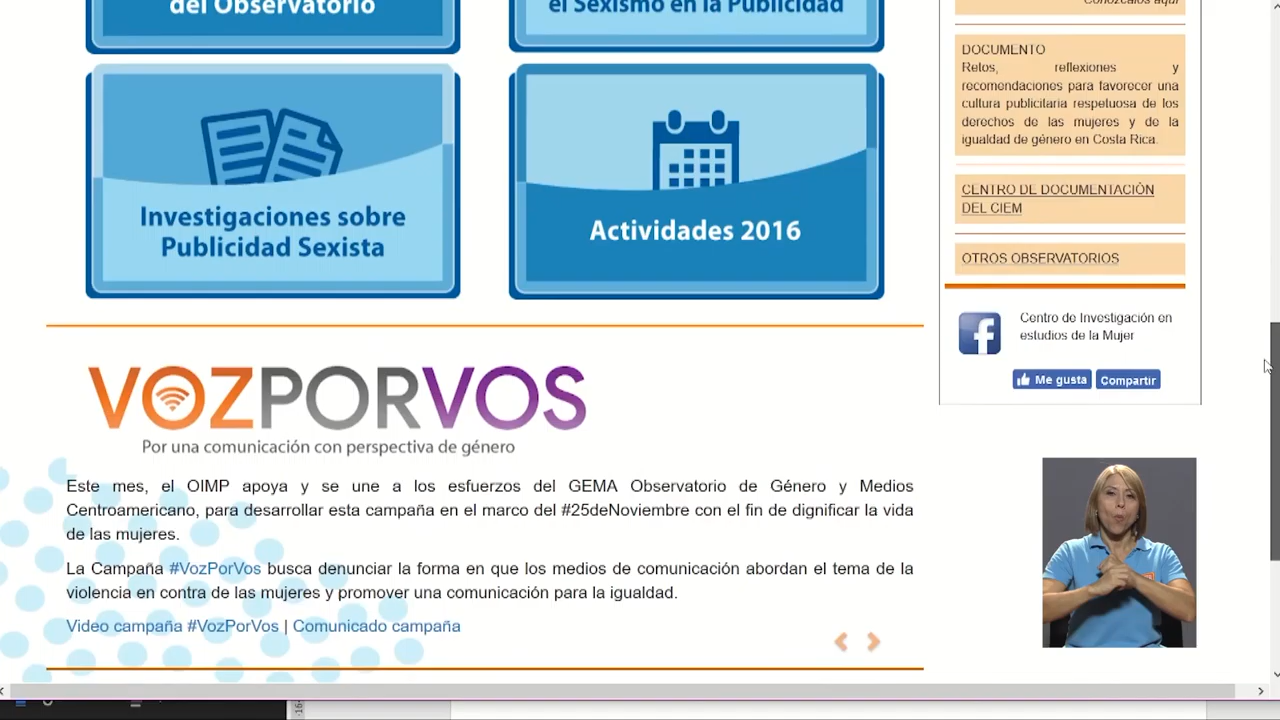 del Observatorio
el Sexismo en la Publicidad
Investigaciones sobre
Publicidad Sexista
Actividades 2016
Conózcalos aquí
DOCUMENTO
Retos, reflexiones y
recomendaciones para favorecer una
cultura publicitaria respetuosa de los
derechos de las mujeres y de la
igualdad de género en Costa Rica.
CENTRO DE DOCUMENTACIÓN
DEL CIEM
OTROS OBSERVATORIOS
Centro de Investigación en
estudios de la Mujer
Me gusta
Compartir
VOZPORVOS
Por una comunicación con perspectiva de género
Este mes, el OIMP apoya y se une a los esfuerzos del GEMA Observatorio de Género y Medios
Centroamericano, para desarrollar esta campaña en el marco del #25deNoviembre con el fin de dignificar la vida
de las mujeres.
La Campaña #VozPorVos busca denunciar la forma en que los medios de comunicación abordan el tema de la
violencia en contra de las mujeres y promover una comunicación para la igualdad.
Video campaña #VozPorVos | Comunicado campaña